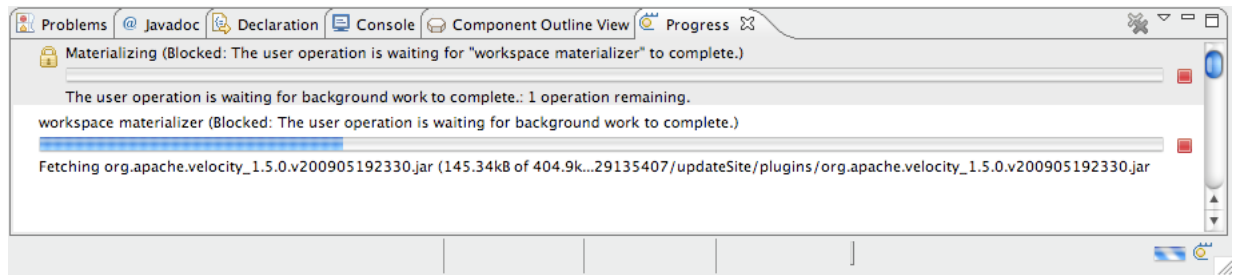 Problems @ Javadoc Declaration Console Component Outline View Progress
Materializing (Blocked: The user operation is waiting for "workspace materializer" to complete.)
The user operation is waiting for background work to complete.: 1 operation remaining.
workspace materializer (Blocked: The user operation is waiting for background work to complete.)
Fetching org.apache.velocity_1.5.0.v200905192330.jar (145.34kB of 404.9k...29135407/updateSite/plugins/org.apache.velocity_1.5.0.v200905192330.jar